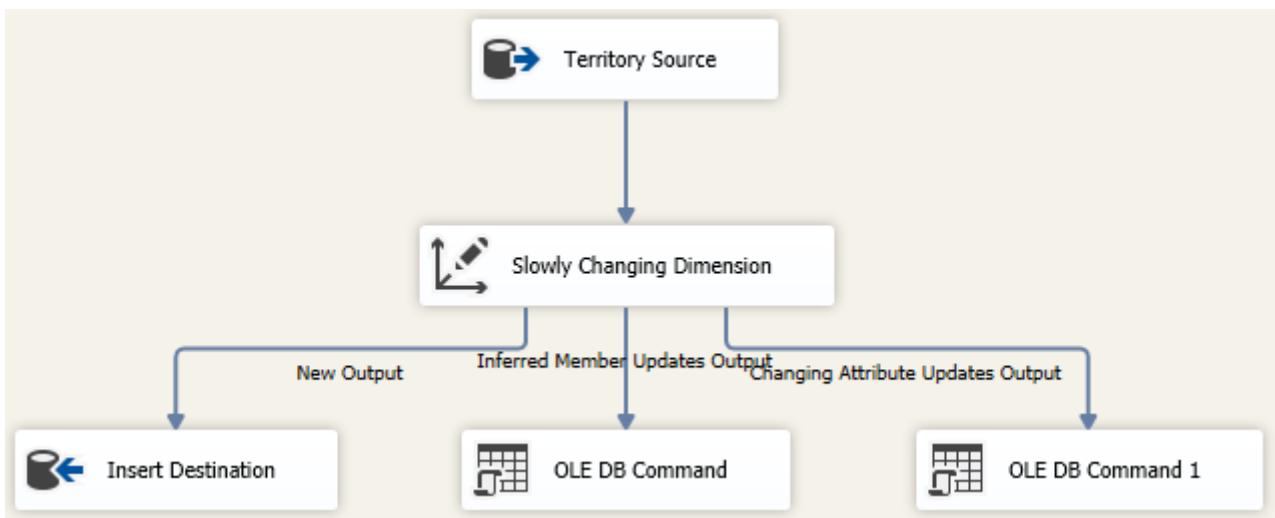 Territory Source
Slowly Changing Dimension
New Output
Inferred Member Updates Output
Changing Attribute Updates Output
Insert Destination
OLE DB Command
OLE DB Command 1